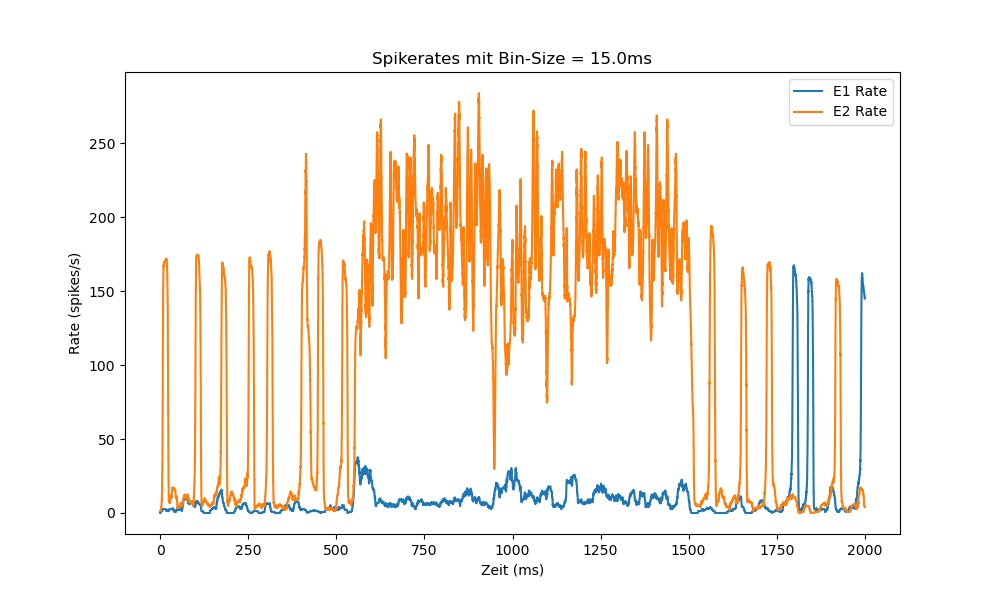 Spikerates mit Bin-Size = 15.0ms
E1 Rate
E2 Rate
Rate (spikes/s)
250
200
150
100
50
0
0 250 500 750 1000 1250 1500 1750 2000
Zeit (ms)